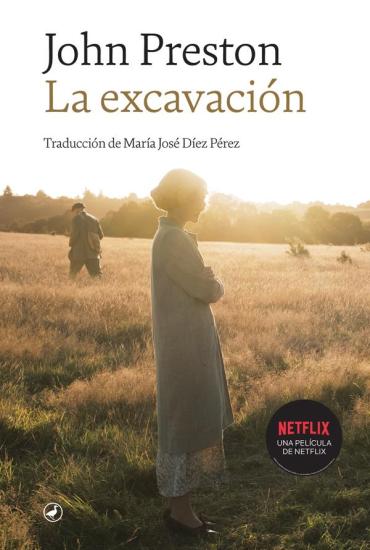 John Preston
La excavación
Traducción de María José Díez Pérez
NETFLIX
UNA PELÍCULA
DE NETFLIX